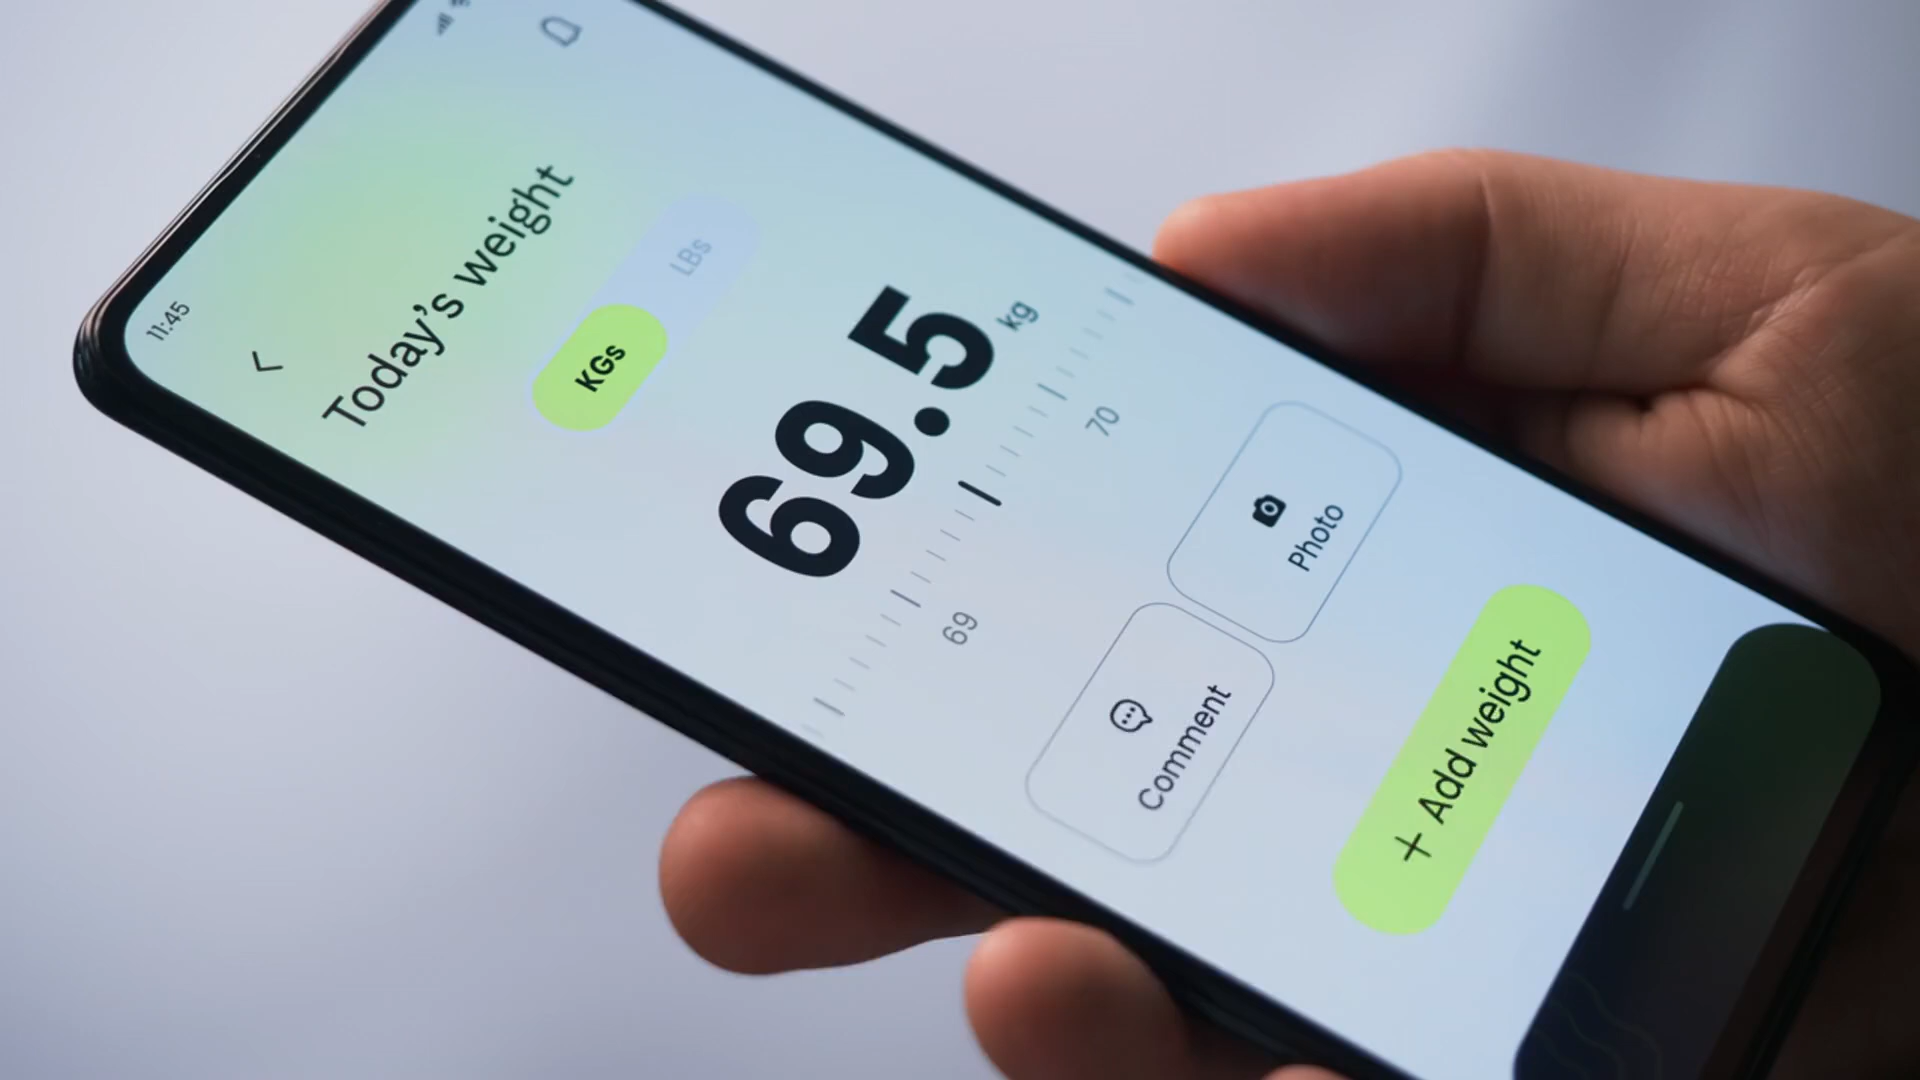 11:45
Today's weight
KGs LBs
69.5 kg
69 70
Comment Photo
+ Add weight